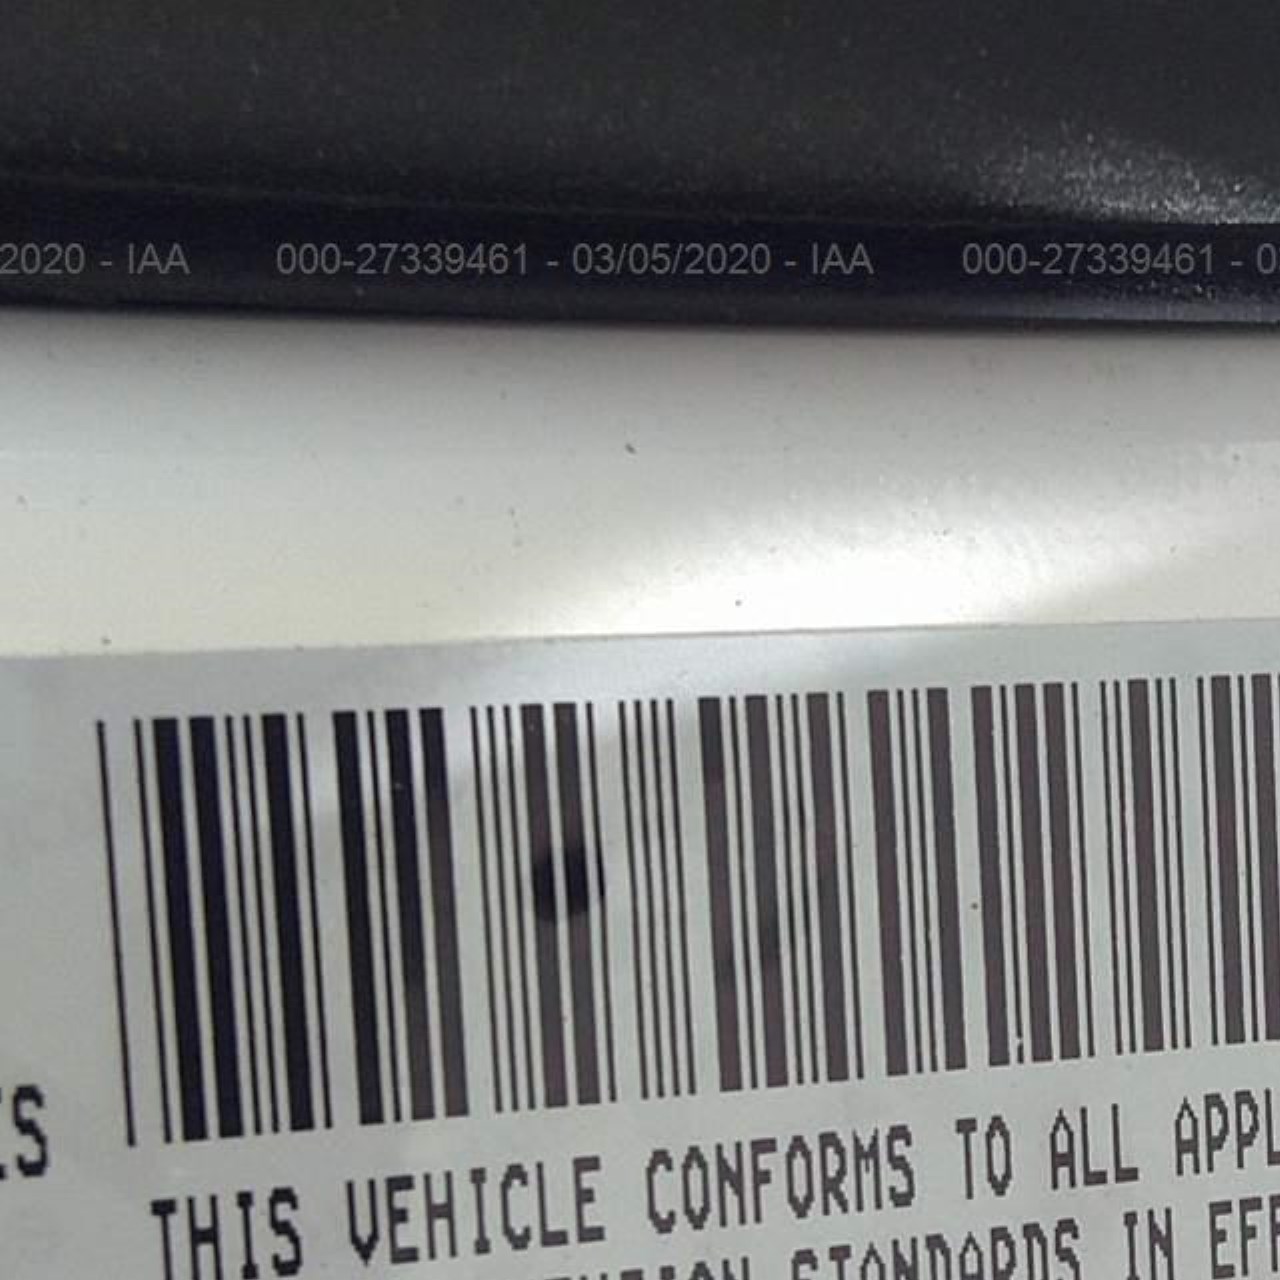 2020 - IAA 000-27339461 - 03/05/2020 - IAA 000-27339461 - 0
ES
THIS VEHICLE CONFORMS TO ALL APPL
STANDARDS IN EFF